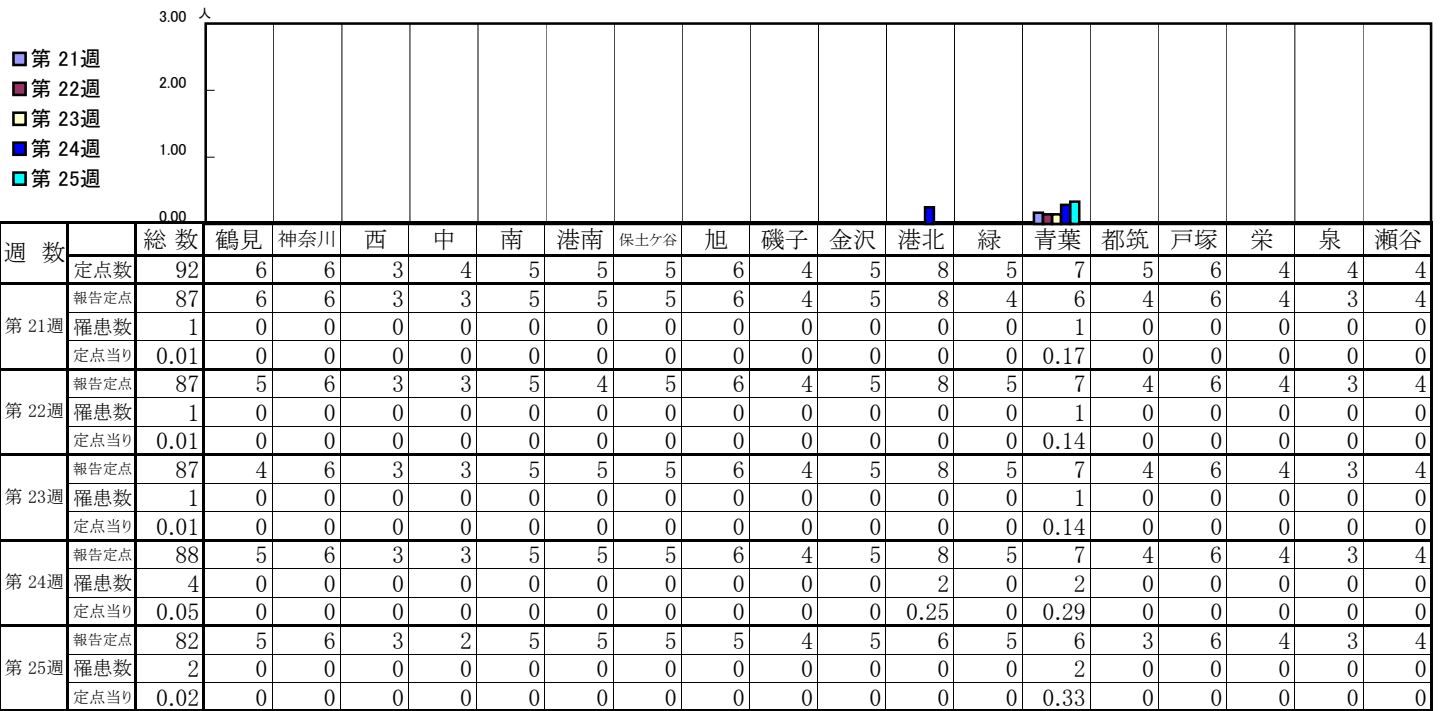 3.00 人
第 21週
2.00
第 22週
第 23週
1.00
第 24週
第 25週
0.00
週 数 総 数 鶴見 神奈川 西 中 南 港南 保土ケ谷 旭 磯子 金沢 港北 緑 青葉 都筑 戸塚 栄 泉 瀬谷
定点数 92 6 6 3 4 5 5 5 6 4 5 8 5 7 5 6 4 4 4
報告定点 87 6 6 3 3 5 5 5 6 4 5 8 4 6 4 6 4 3 4
第 21週 罹患数 1 0 0 0 0 0 0 0 0 0 0 0 0 1 0 0 0 0 0
定点当り 0.01 0 0 0 0 0 0 0 0 0 0 0 0 0.17 0 0 0 0 0
報告定点 87 5 6 3 3 5 4 5 6 4 5 8 5 7 4 6 4 3 4
第 22週 罹患数 1 0 0 0 0 0 0 0 0 0 0 0 0 1 0 0 0 0 0
定点当り 0.01 0 0 0 0 0 0 0 0 0 0 0 0 0.14 0 0 0 0 0
報告定点 87 4 6 3 3 5 5 5 6 4 5 8 5 7 4 6 4 3 4
第 23週 罹患数 1 0 0 0 0 0 0 0 0 0 0 0 0 1 0 0 0 0 0
定点当り 0.01 0 0 0 0 0 0 0 0 0 0 0 0 0.14 0 0 0 0 0
報告定点 88 5 6 3 3 5 5 5 6 4 5 8 5 7 4 6 4 3 4
第 24週 罹患数 4 0 0 0 0 0 0 0 0 0 0 2 0 2 0 0 0 0 0
定点当り 0.05 0 0 0 0 0 0 0 0 0 0 0.25 0 0.29 0 0 0 0 0
報告定点 82 5 6 3 2 5 5 5 5 4 5 6 5 6 3 6 4 3 4
第 25週 罹患数 2 0 0 0 0 0 0 0 0 0 0 0 0 2 0 0 0 0 0
定点当り 0.02 0 0 0 0 0 0 0 0 0 0 0 0 0.33 0 0 0 0 0